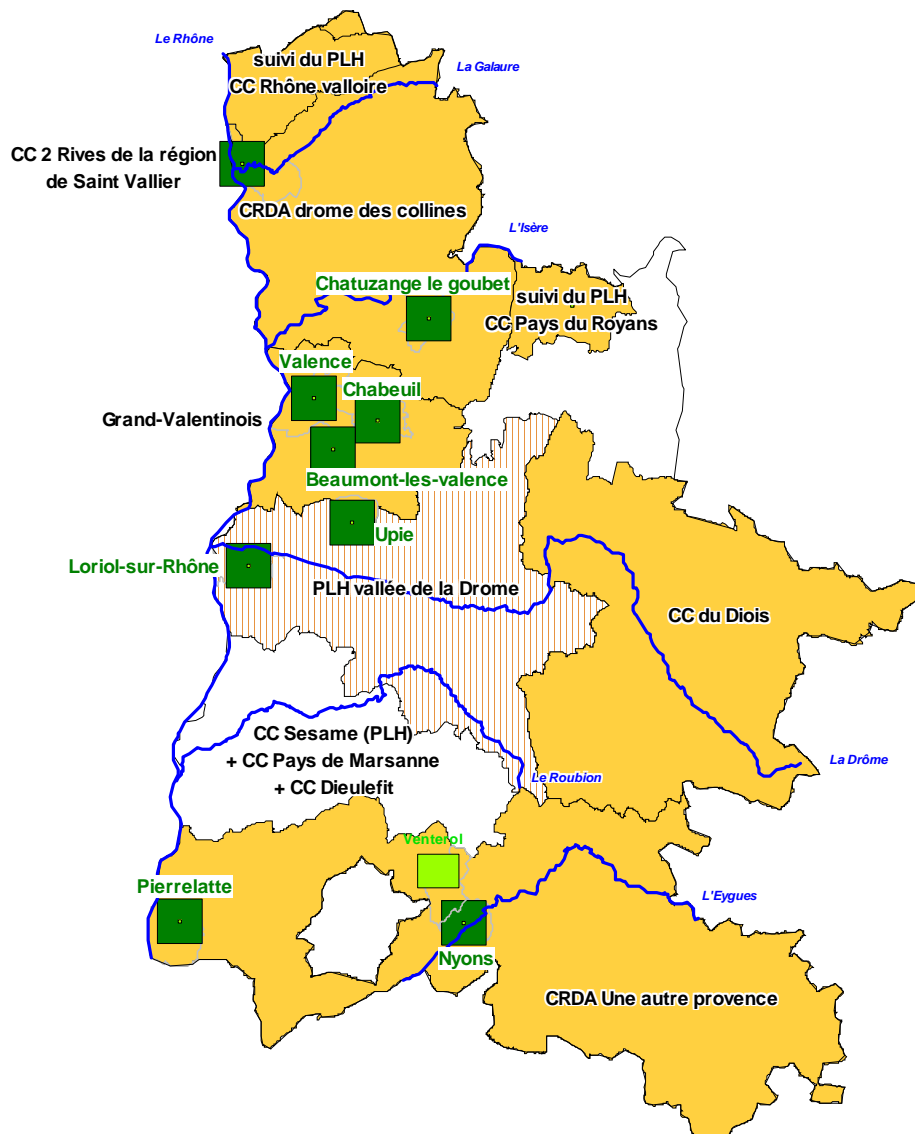 Le Rhône
suivi du PLH
CC Rhône valloire
La Galaure
CC 2 Rives de la région
de Saint Vallier
CRDA drome des collines
L'Isère
Chatuzange le goubet
suivi du PLH
CC Pays du Royans
Valence
Chabeuil
Grand-Valentinois
Beaumont-les-valence
Upie
Loriol-sur-Rhône
PLH vallée de la Drome
CC du Diois
CC Sesame (PLH)
+ CC Pays de Marsanne
+ CC Dieulefit
Le Roubion
La Drôme
Venterol
Pierrelatte
L'Eygues
Nyons
CRDA Une autre provence